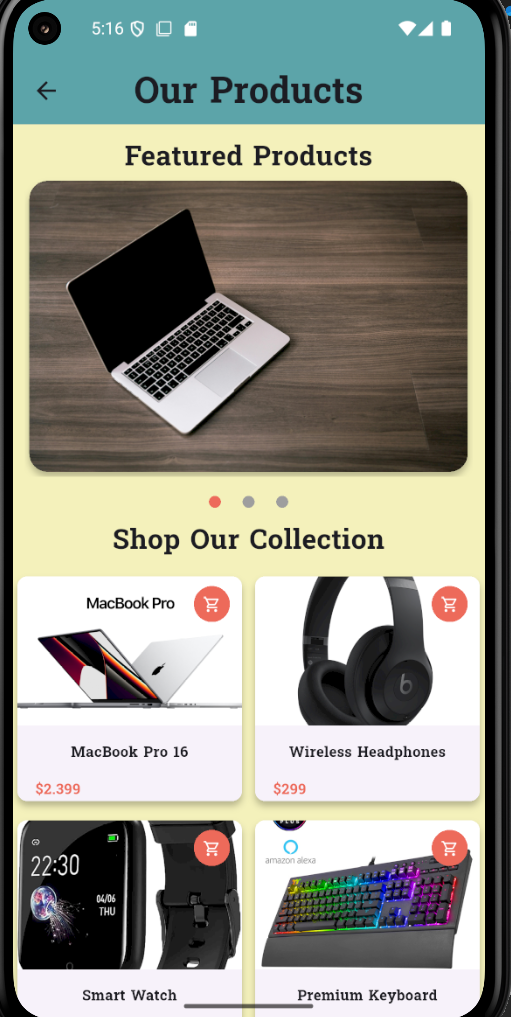 5:16
Our Products
Featured Products
Shop Our Collection
MacBook Pro
MacBook Pro 16
$2.399
b
Wireless Headphones
$299
22:30
04/06
THU
Smart Watch
amazon alexa
Premium Keyboard